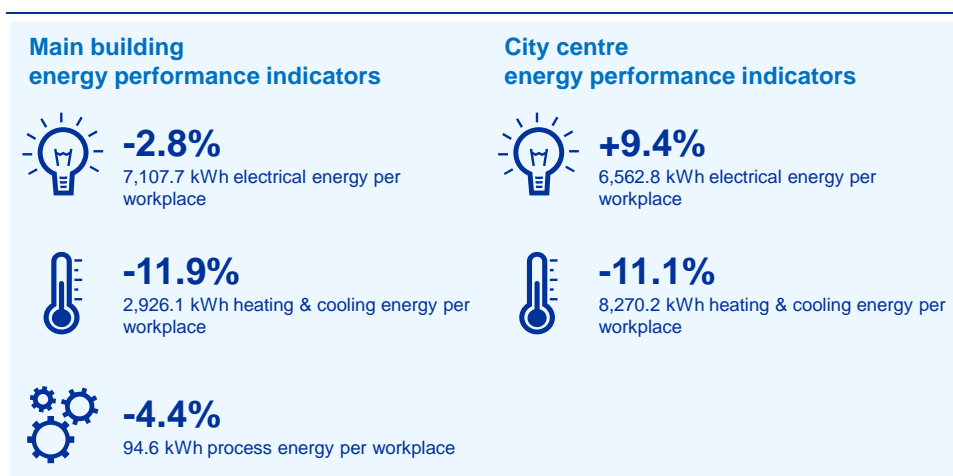 Main building
energy performance indicators
-2.8%
7,107.7 kWh electrical energy per
workplace
-11.9%
2,926.1 kWh heating & cooling energy per
workplace
-4.4%
94.6 kWh process energy per workplace
City centre
energy performance indicators
+9.4%
6,562.8 kWh electrical energy per
workplace
-11.1%
8,270.2 kWh heating & cooling energy per
workplace